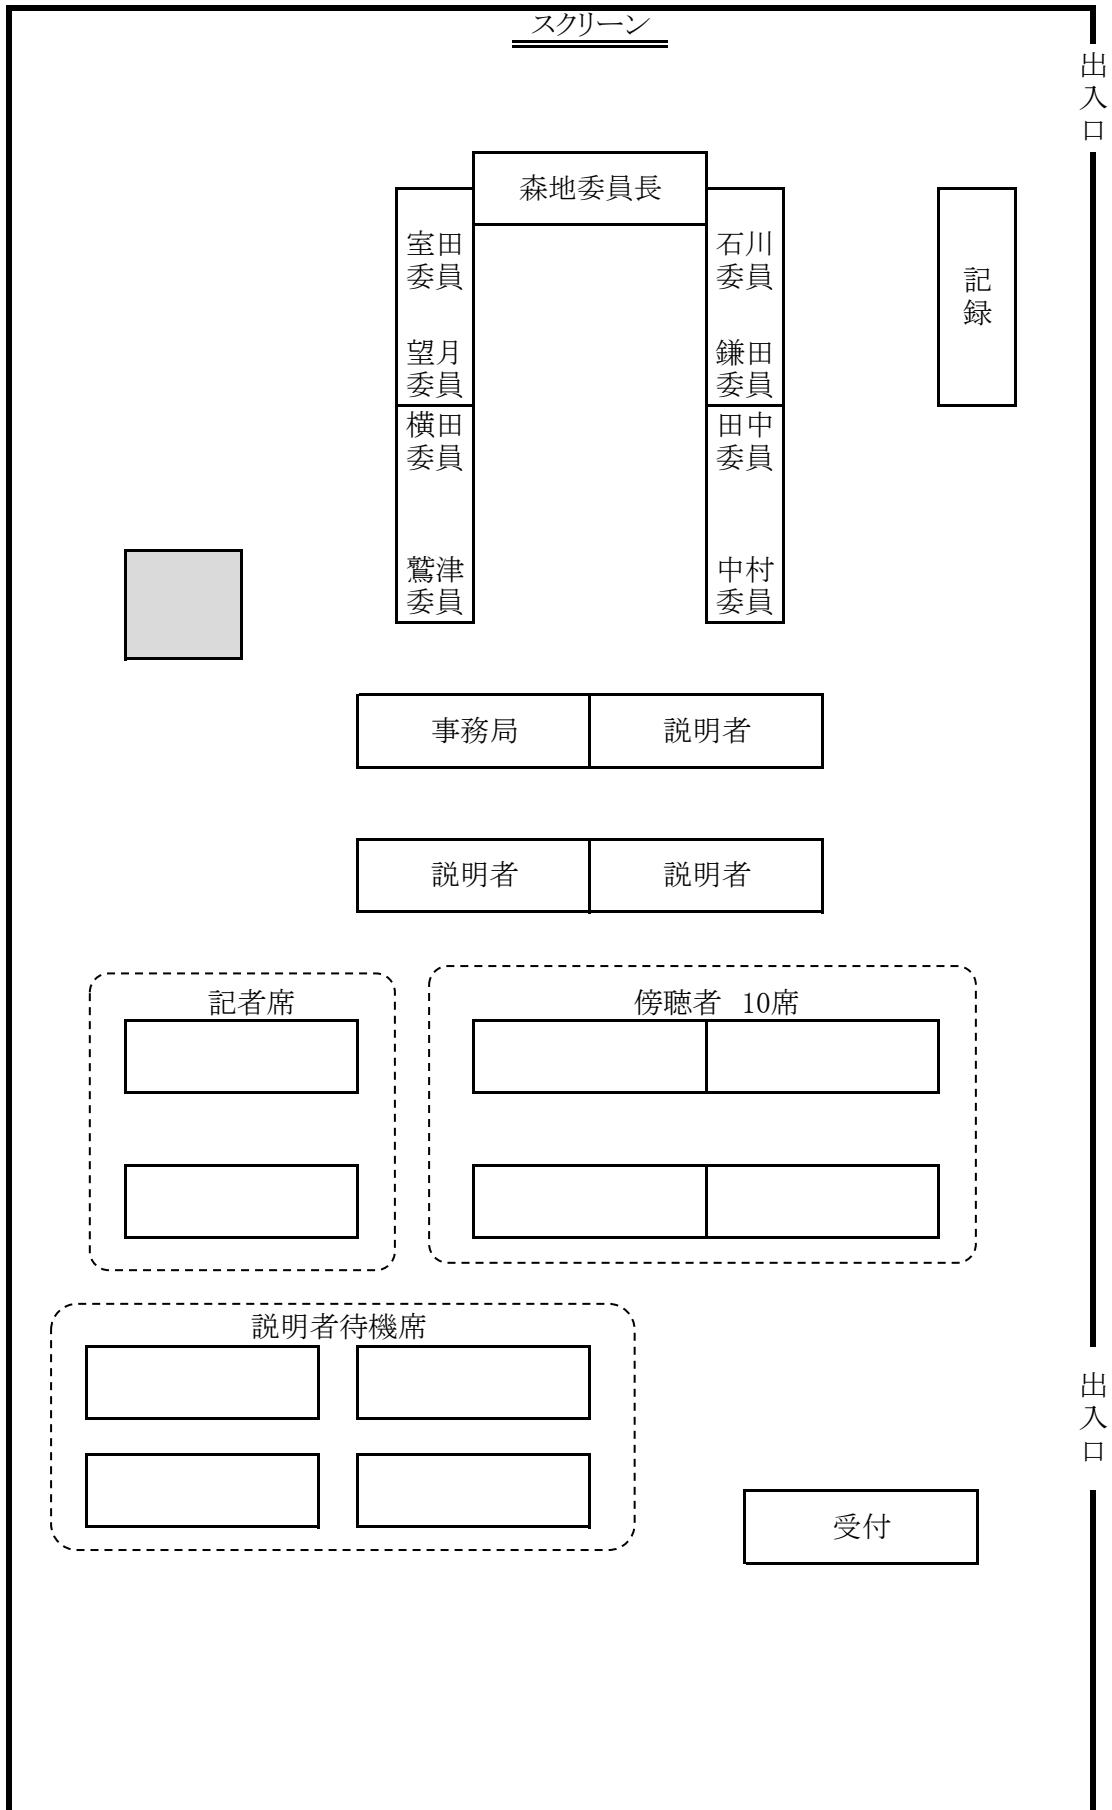 スクリーン
出入口
森地委員長
室田
委員
石川
委員
記録
望月
委員
鎌田
委員
横田
委員
田中
委員
鷲津
委員
中村
委員
事務局
説明者
説明者
説明者
記者席
傍聴者 10席
説明者待機席
出入口
受付